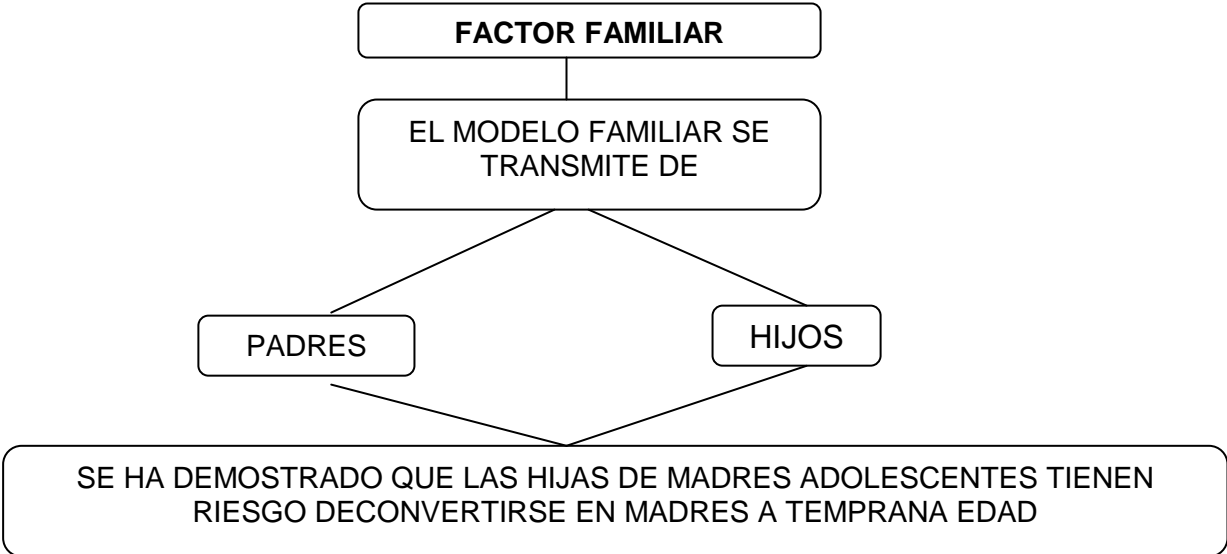 FACTOR FAMILIAR
EL MODELO FAMILIAR SE
TRANSMITE DE
PADRES
HIJOS
SE HA DEMOSTRADO QUE LAS HIJAS DE MADRES ADOLESCENTES TIENEN
RIESGO DECONVERTIRSE EN MADRES A TEMPRANA EDAD